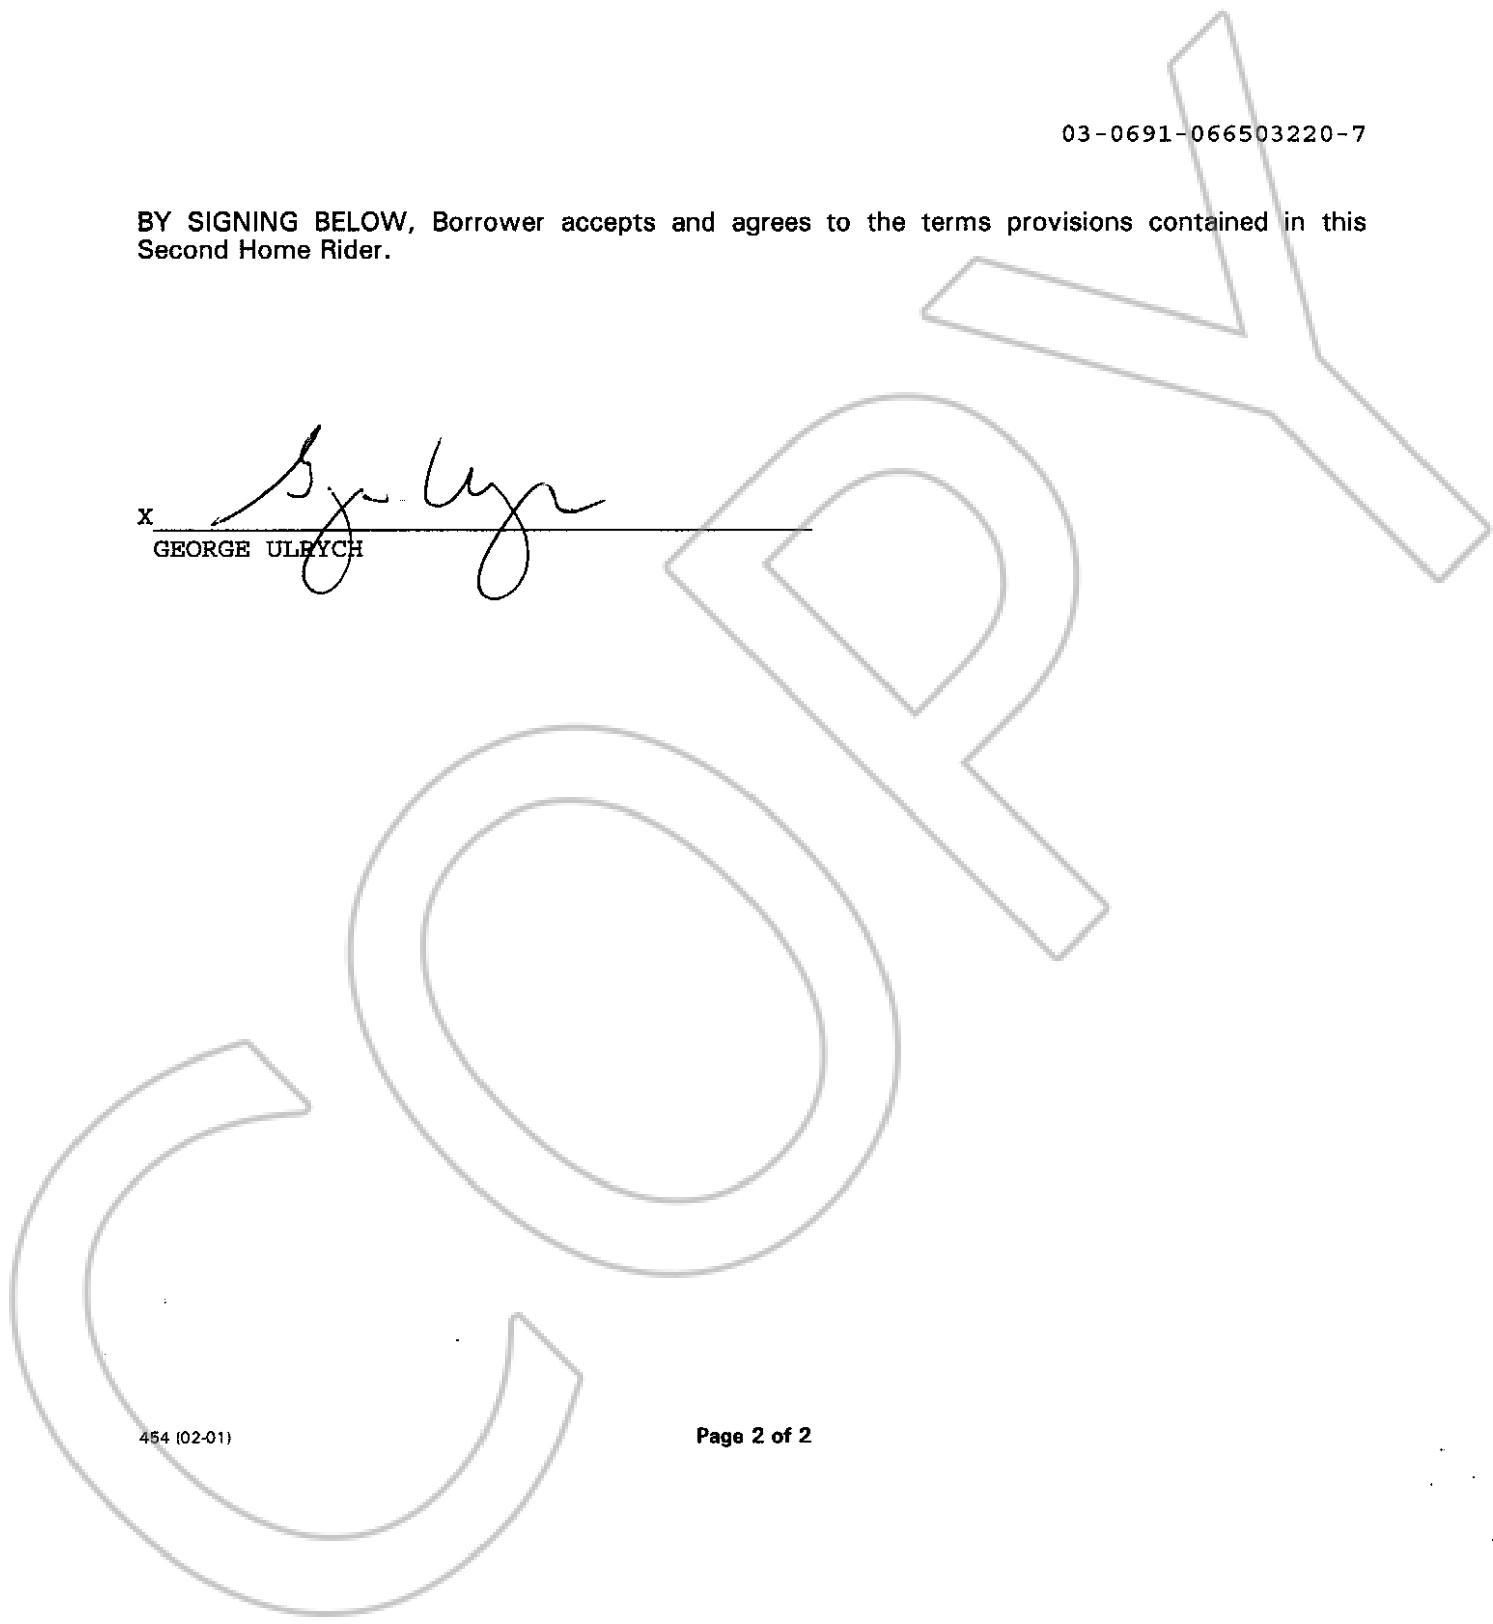 03-0691-066503220-7
BY SIGNING BELOW, Borrower accepts and agrees to the terms provisions contained in this
Second Home Rider.
X
GEORGE ULRYCH
454 (02-01)
Page 2 of 2
COPY